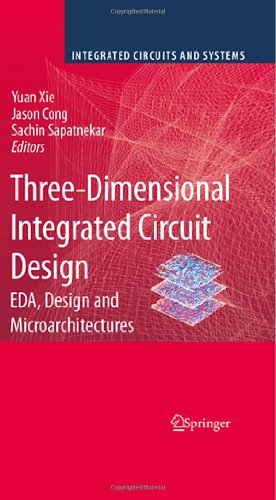 INTEGRATED CIRCUITS AND SYSTEMS
Yuan Xie
Jason Cong
Sachin Sapatnekar
Editors
Three-Dimensional
Integrated Circuit
Design
EDA, Design and
Microarchitectures
Springer